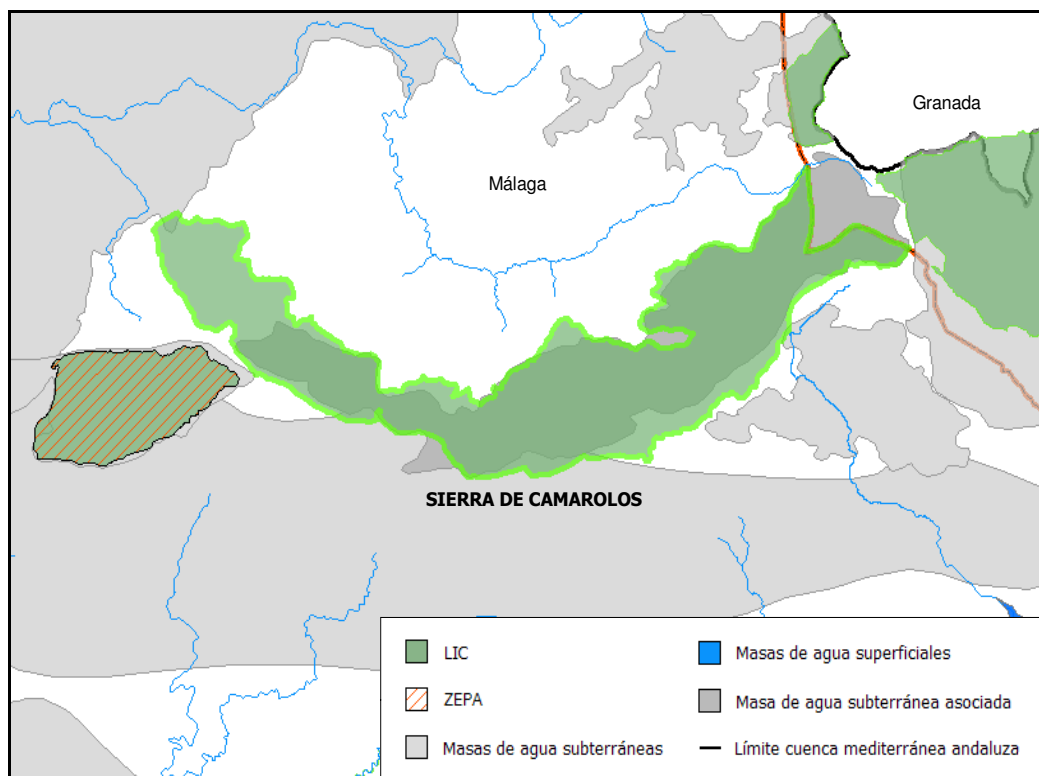 Granada
Málaga
SIERRA DE CAMAROLOS
LIC
ZEPA
Masas de agua subterráneas
Masas de agua superficiales
Masa de agua subterránea asociada
Límite cuenca mediterránea andaluza